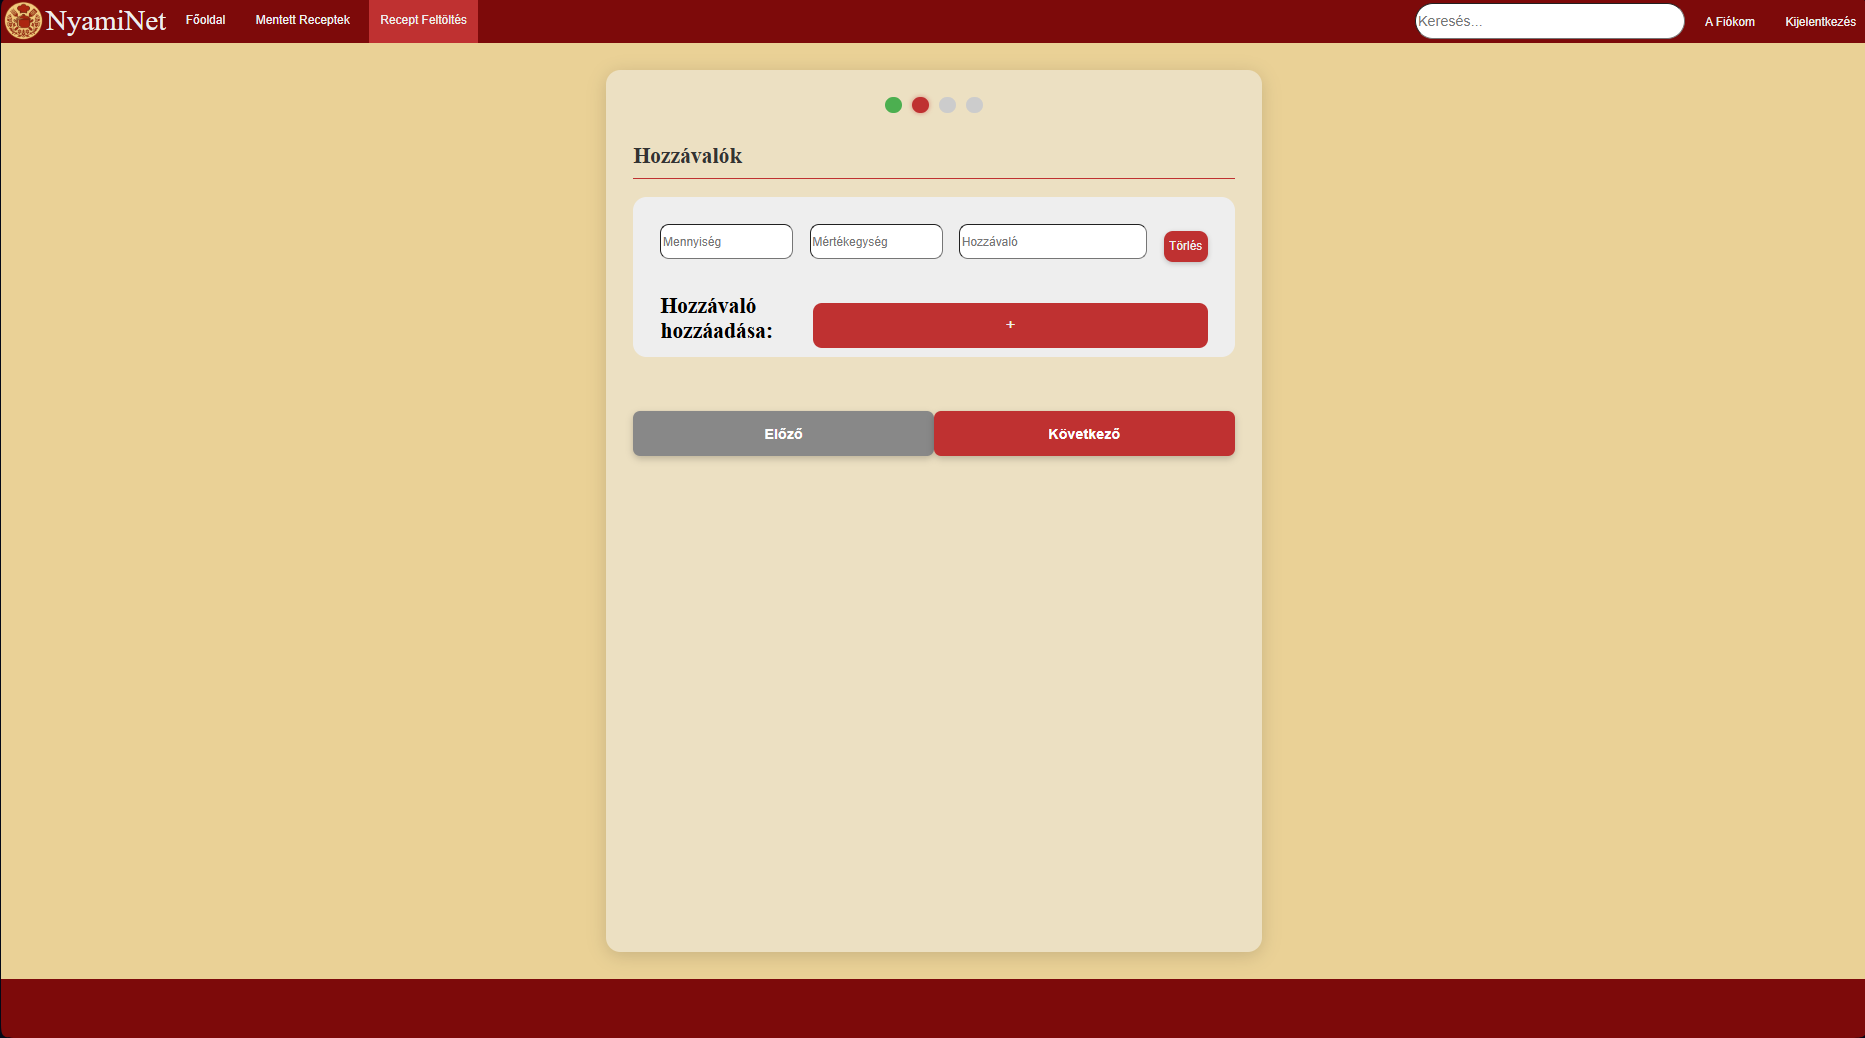 NyamiNet Főoldal Mentett Receptek Recept Feltöltés Keresés... A Fiókom Kijelentkezés
Hozzávalók
Mennyiség Mértékegység Hozzávaló Törlés
Hozzávaló
hozzáadása:
+
Előző Következő